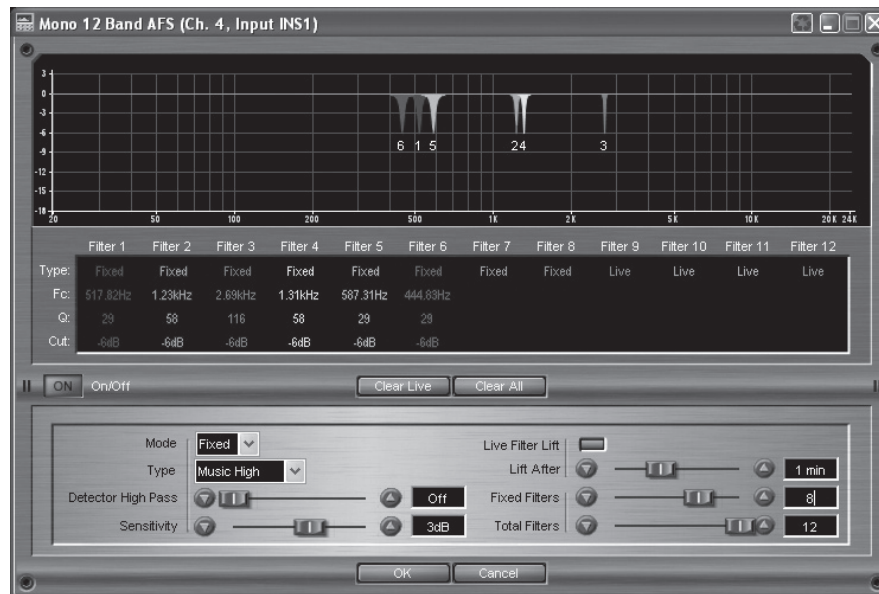 Mono 12 Band AFS (Ch. 4, Input INS1)
3
0
-3
-6
-9
-12
-15
-18
6 1 5 24 3
20 50 100 200 500 1K 2K 5K 10K 20K 24K
Filter 1 Filter 2 Filter 3 Filter 4 Filter 5 Filter 6 Filter 7 Filter 8 Filter 9 Filter 10 Filter 11 Filter 12
Type: Fixed Fixed Fixed Fixed Fixed Fixed Fixed Fixed Live Live Live Live
Fc: 517.82Hz 1.23kHz 2.69kHz 1.31kHz 587.31Hz 444.83Hz
Q: 29 58 116 58 29 29
Cut: -6dB -6dB -6dB -6dB -6dB -6dB
ON On/Off Clear Live Clear All
Mode Fixed Live Filter Lift
Type Music High Lift After 1 min
Detector High Pass Off Fixed Filters 8
Sensitivity 3dB Total Filters 12
OK Cancel